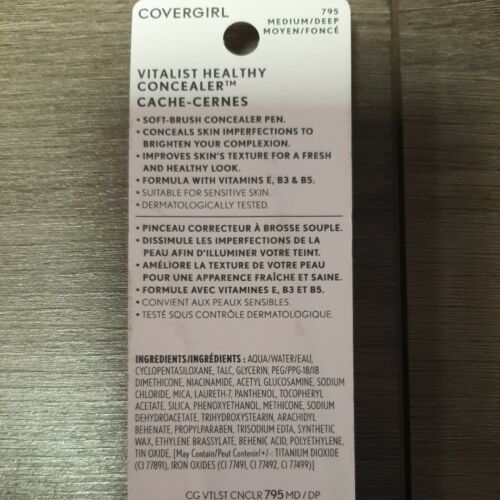 COVERGIRL
795
MEDIUM/DEEP
MOYEN/FONCÉ
VITALIST HEALTHY
CONCEALER™
CACHE-CERNES
• SOFT-BRUSH CONCEALER PEN.
• CONCEALS SKIN IMPERFECTIONS TO
BRIGHTEN YOUR COMPLEXION.
• IMPROVES SKIN'S TEXTURE FOR A FRESH
AND HEALTHY LOOK.
• FORMULA WITH VITAMINS E, B3 & B5.
• SUITABLE FOR SENSITIVE SKIN.
• DERMATOLOGICALLY TESTED.
• PINCEAU CORRECTEUR À BROSSE SOUPLE.
• DISSIMULE LES IMPERFECTIONS DE LA
PEAU AFIN D'ILLUMINER VOTRE TEINT.
• AMÉLIORE LA TEXTURE DE VOTRE PEAU
POUR UNE APPARENCE FRAÎCHE ET SAINE.
• FORMULE AVEC VITAMINES E, B3 ET B5.
• CONVIENT AUX PEAUX SENSIBLES.
• TESTÉ SOUS CONTRÔLE DERMATOLOGIQUE.
INGREDIENTS/INGRÉDIENTS: AQUA/WATER/EAU,
CYCLOPENTASILOXANE, TALC, GLYCERIN, PEG/PPG-18/18
DIMETHICONE, NIACINAMIDE, ACETYL GLUCOSAMINE, SODIUM
CHLORIDE, MICA, LAURETH-7, PANTHENOL, TOCOPHERYL
ACETATE, SILICA, PHENOXYETHANOL, METHICONE, SODIUM
DEHYDROACETATE, TRIHYDROXYSTEARIN, ARACHIDYL
BEHENATE, PROPYLPARABEN, TRISODIUM EDTA, SYNTHETIC
WAX, ETHYLENE BRASSYLATE, BEHENIC ACID, POLYETHYLENE,
TIN OXIDE, [May Contain/Peut Contenir/+/-: TITANIUM DIOXIDE
(CI 77891), IRON OXIDES (CI 77491, CI 77492, CI 77499)]
CG VTLST CNCLR 795 MD / DP